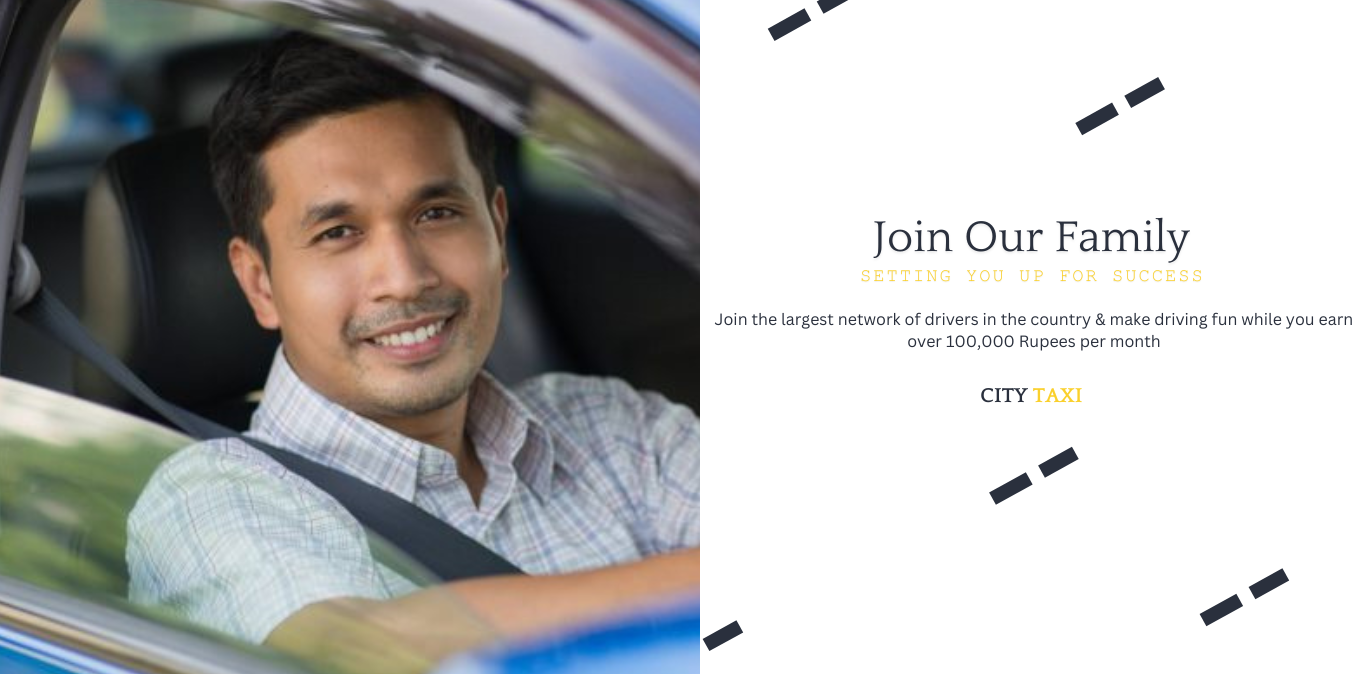 Join Our Family
SETTING YOU UP FOR SUCCESS
Join the largest network of drivers in the country & make driving fun while you earn
over 100,000 Rupees per month
CITY TAXI